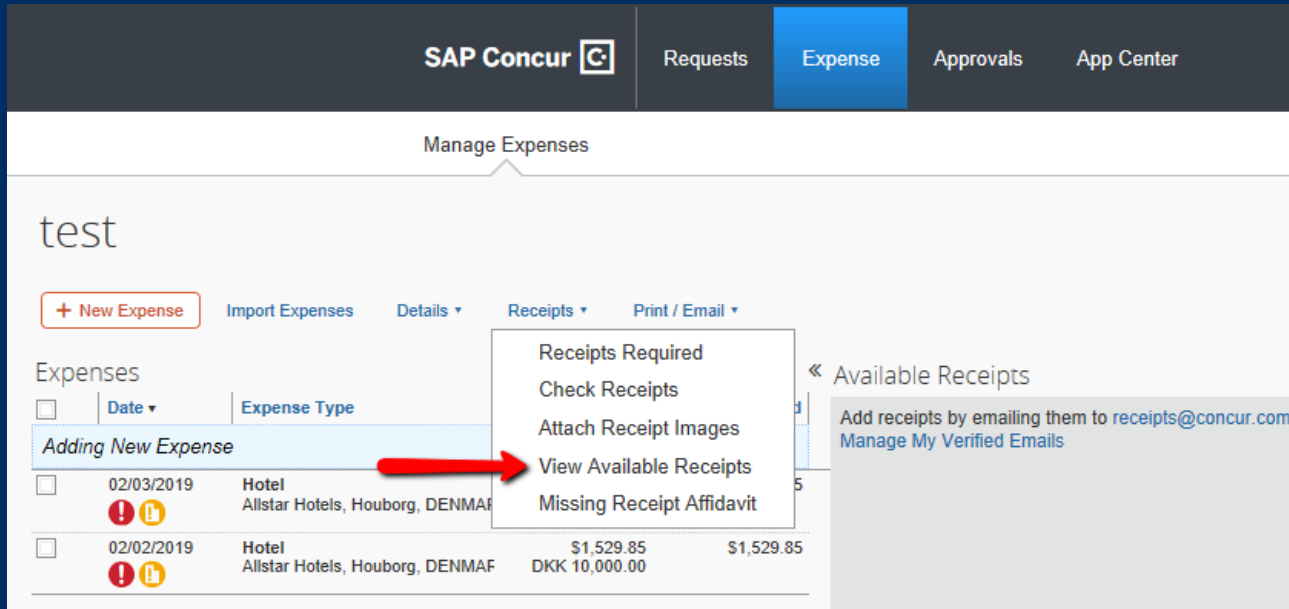 SAP Concur
Requests
Expense
Approvals
App Center
Manage Expenses
test
+ New Expense
Import Expenses
Details
Receipts
Print / Email
Receipts Required
Check Receipts
Attach Receipt Images
View Available Receipts
Missing Receipt Affidavit
Expenses
Date
Expense Type
Adding New Expense
02/03/2019
Hotel
Allstar Hotels, Houborg, DENMAR
02/02/2019
Hotel
$1,529.85
$1,529.85
Allstar Hotels, Houborg, DENMAR
DKK 10,000.00
Available Receipts
Add receipts by emailing them to receipts@concur.com
Manage My Verified Emails